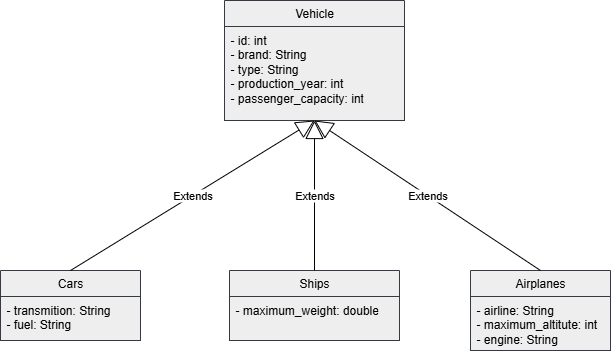 Vehicle
- id: int
- brand: String
- type: String
- production_year: int
- passenger_capacity: int
Extends
Extends
Extends
Cars
- transmition: String
- fuel: String
Ships
- maximum_weight: double
Airplanes
- airline: String
- maximum_altitute: int
- engine: String